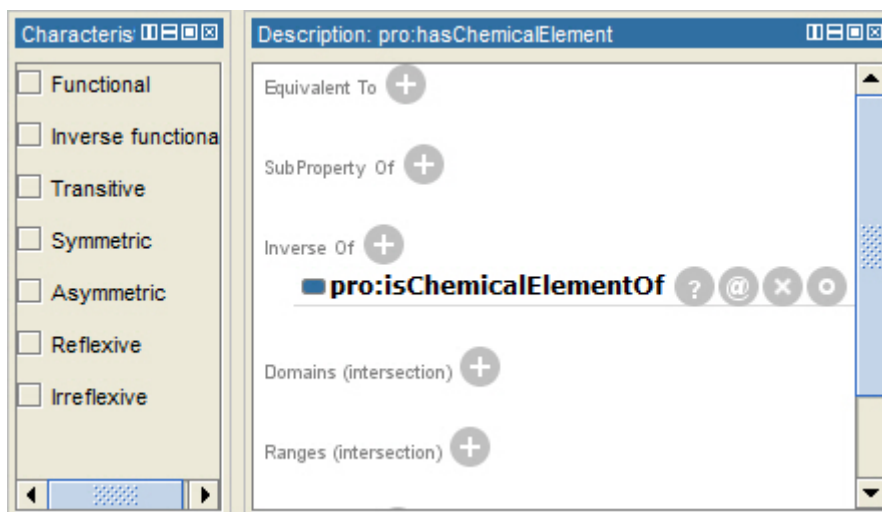 Characteris
Functional
Inverse functiona
Transitive
Symmetric
Asymmetric
Reflexive
Irreflexive
Description: pro:hasChemicalElement
Equivalent To
SubProperty Of
Inverse Of
pro:isChemicalElementOf ? @
Domains (intersection)
Ranges (intersection)